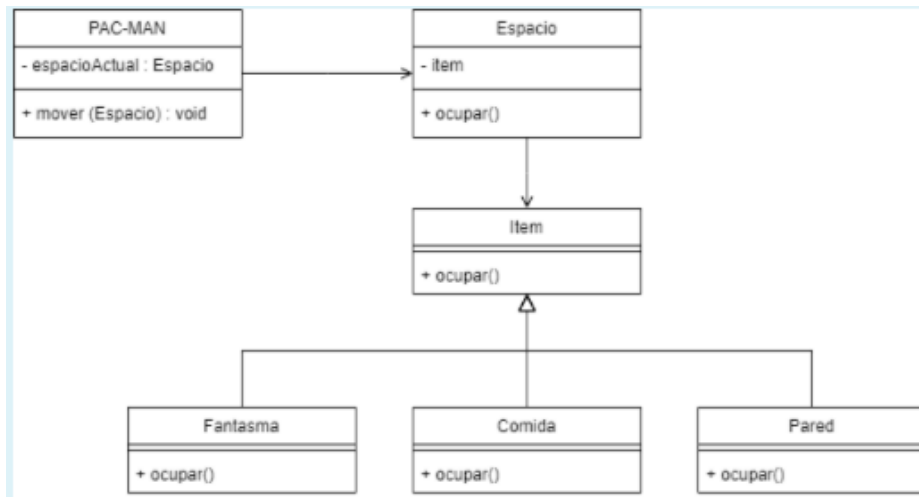 PAC-MAN
- espacioActual : Espacio
+ mover (Espacio) : void
Espacio
- item
+ ocupar()
Item
+ ocupar()
Fantasma
+ ocupar()
Comida
+ ocupar()
Pared
+ ocupar()